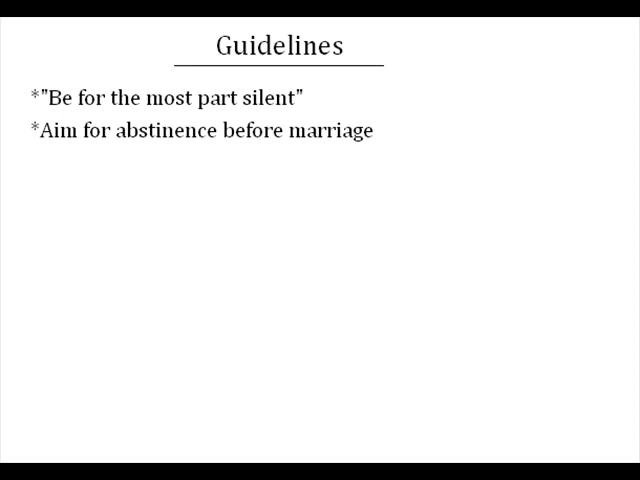 Guidelines
*"Be for the most part silent"
*Aim for abstinence before marriage